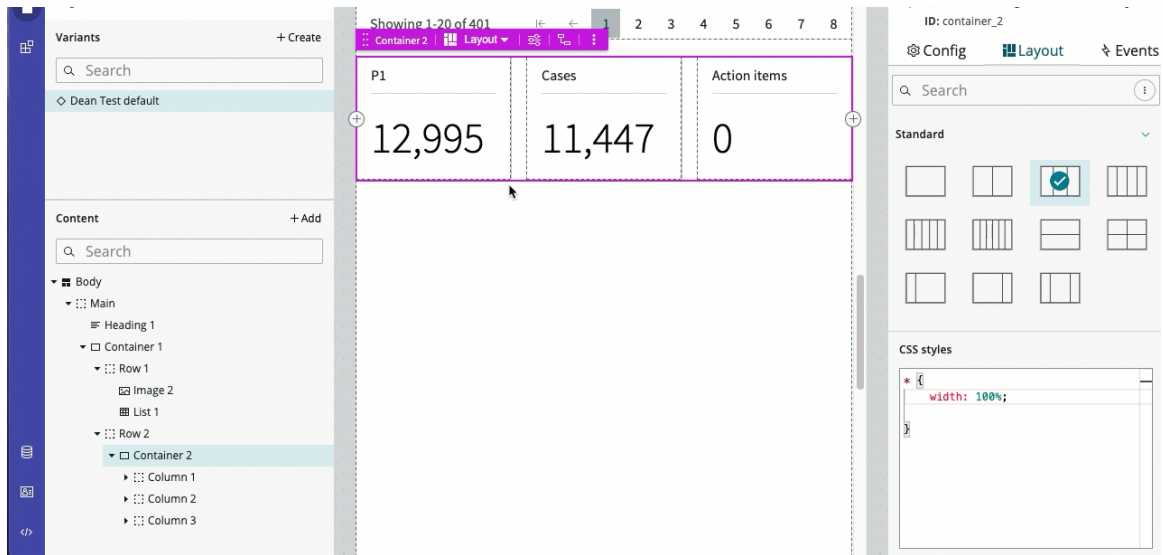 Variants
+ Create
Search
Dean Test default
Content
+ Add
Search
Body
Main
Heading 1
Container 1
Row 1
Image 2
List 1
Row 2
Container 2
Column 1
Column 2
Column 3
Showing 1-20 of 401
1 2 3 4 5 6 7 8
Container 2 Layout
P1 Cases Action items
12,995 11,447 0
ID: container_2
Config Layout Events
Search
Standard
CSS styles
* {
width: 100%;
}